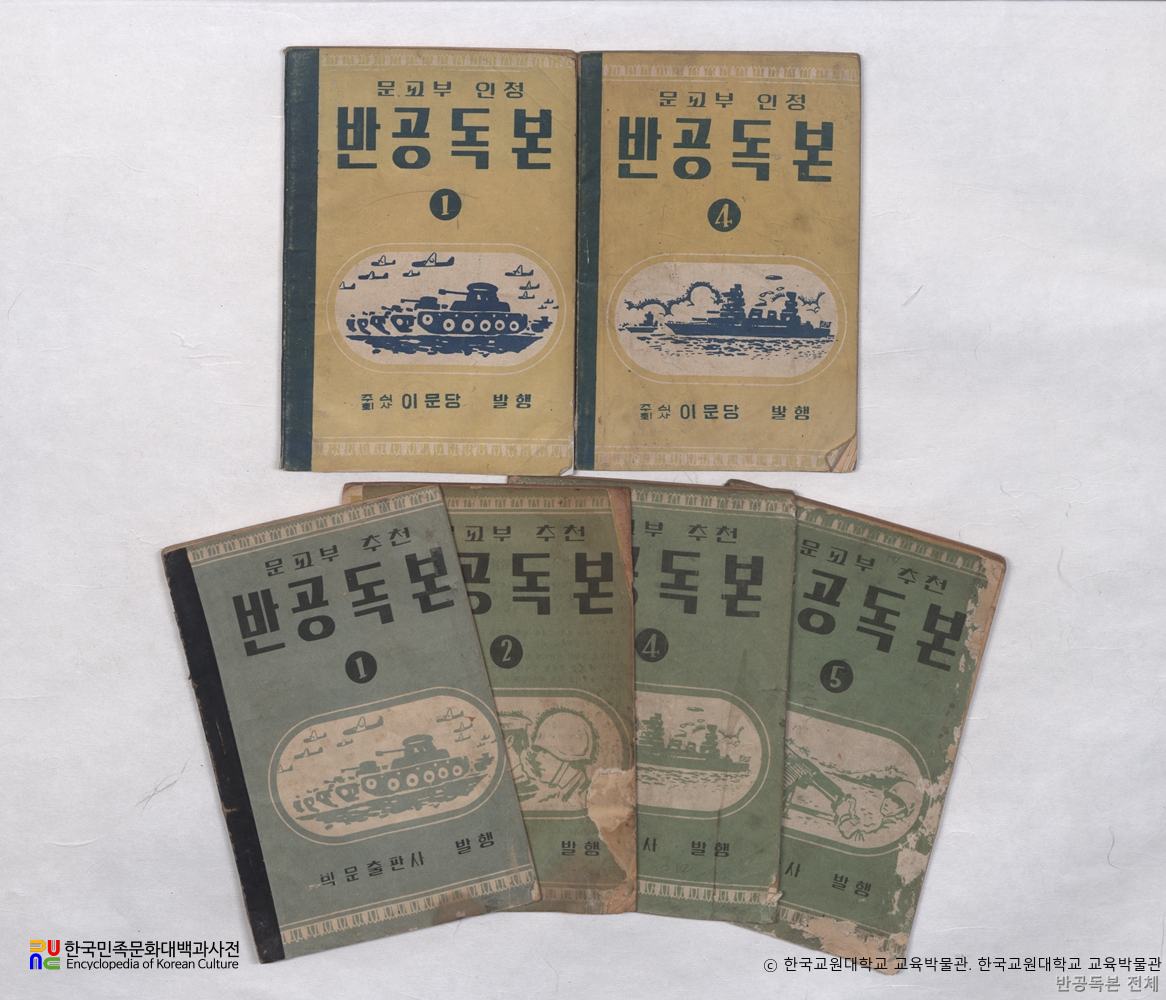 문교부 인정
반공독본
1
주식회사 이문당 발행
문교부 인정
반공독본
4
주식회사 이문당 발행
문교부 추천
반공독본
1
박문출판사 발행
교부 추천
공독본
2
발행
교부 추천
독본
4
사 발행
문교부 추천
공독본
5
사 발행
한국민족문화대백과사전
Encyclopedia of Korean Culture
ⓒ 한국교원대학교 교육박물관. 한국교원대학교 교육박물관
반공독본 전체